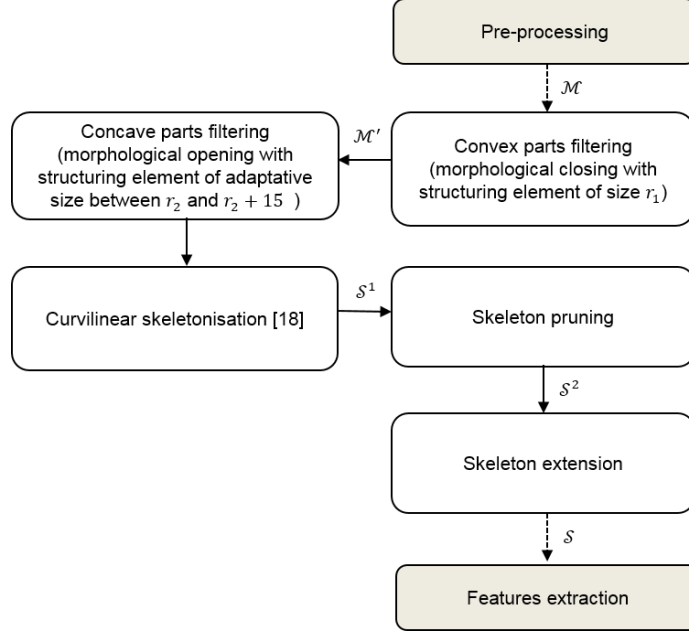 Pre-processing
ℳ
Convex parts filtering
(morphological closing with
structuring element of size r₁)
ℳ′
Concave parts filtering
(morphological opening with
structuring element of adaptative
size between r₂ and r₂ + 15 )
Curvilinear skeletonisation [18]
𝒮¹
Skeleton pruning
𝒮²
Skeleton extension
𝒮
Features extraction